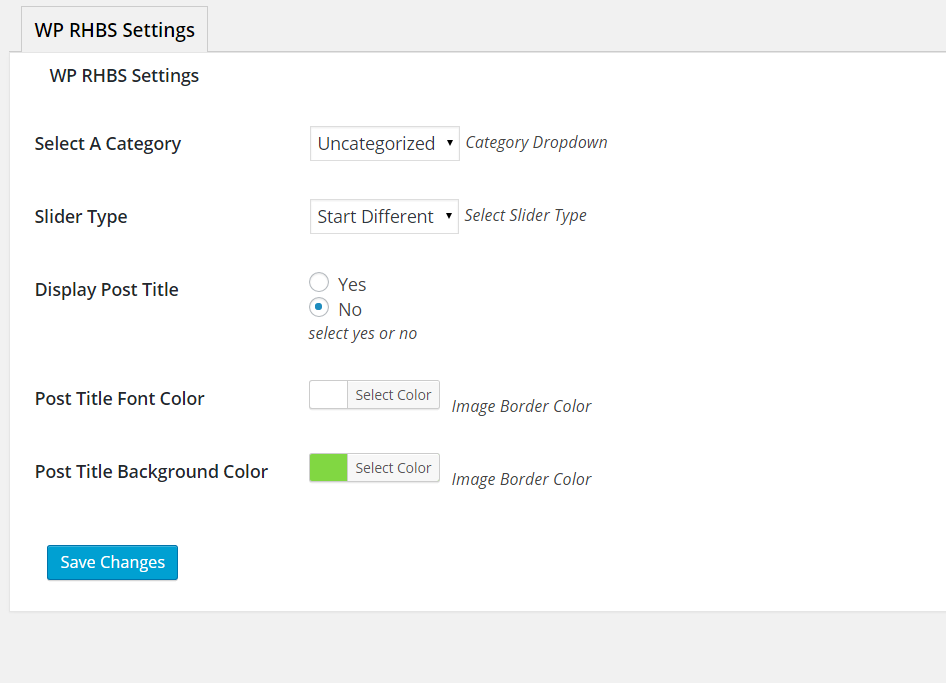 WP RHBS Settings
WP RHBS Settings
Select A Category Uncategorized Category Dropdown
Slider Type Start Different Select Slider Type
Display Post Title Yes
No
select yes or no
Post Title Font Color Select Color Image Border Color
Post Title Background Color Select Color Image Border Color
Save Changes